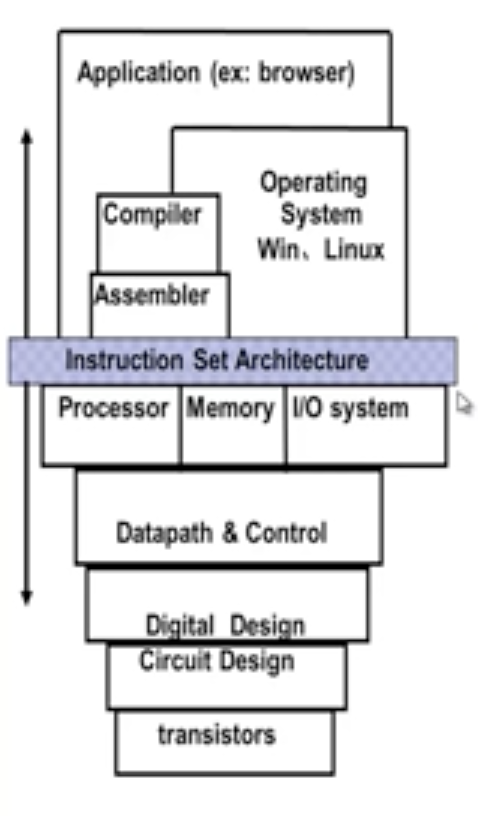 Application (ex: browser)
Operating
System
Win、Linux
Compiler
Assembler
Instruction Set Architecture
Processor
Memory
I/O system
Datapath & Control
Digital Design
Circuit Design
transistors